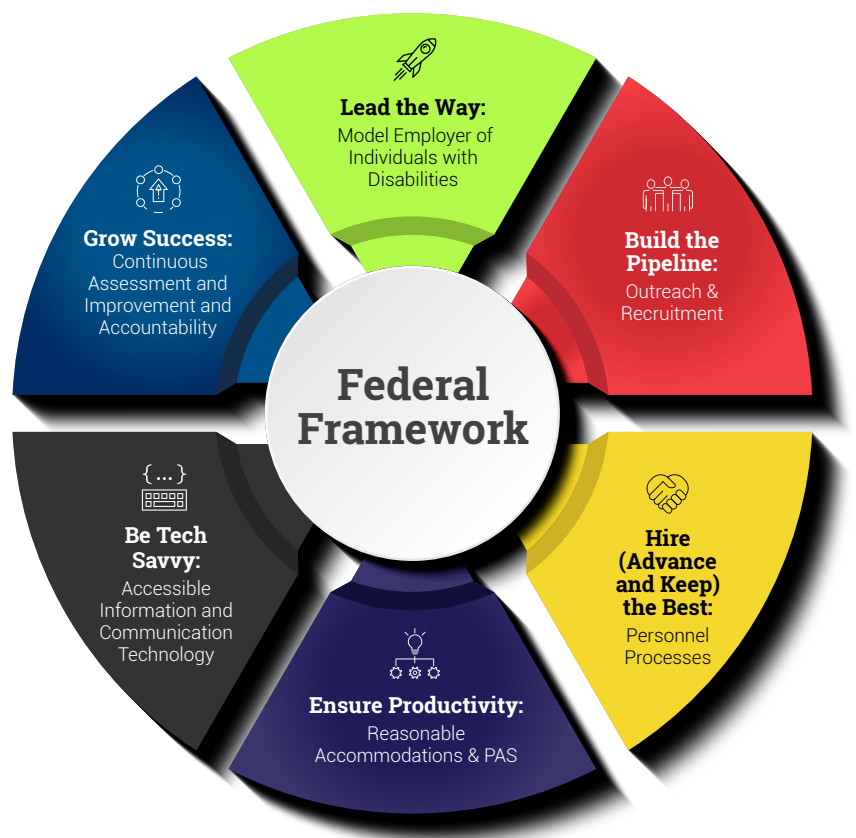 Lead the Way:
Model Employer of
Individuals with
Disabilities
Build the
Pipeline:
Outreach &
Recruitment
Hire
(Advance
and Keep)
the Best:
Personnel
Processes
Ensure Productivity:
Reasonable
Accommodations & PAS
{...}
Be Tech
Savvy:
Accessible
Information and
Communication
Technology
Grow Success:
Continuous
Assessment and
Improvement and
Accountability
Federal
Framework